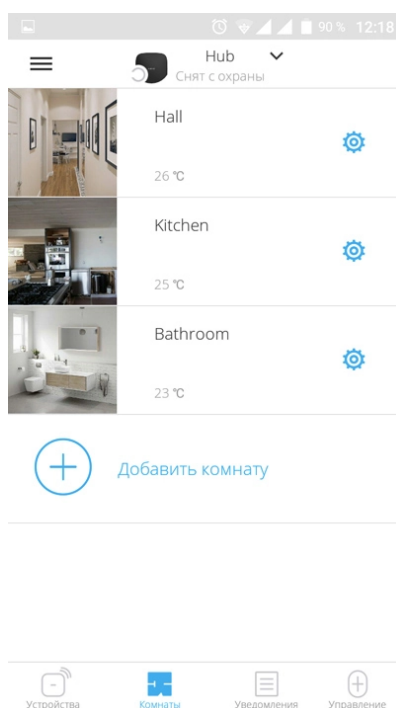 90 % 12:18
Hub
Снят с охраны
Hall
26 °C
Kitchen
25 °C
Bathroom
23 °C
Добавить комнату
Устройства Комнаты Уведомления Управление